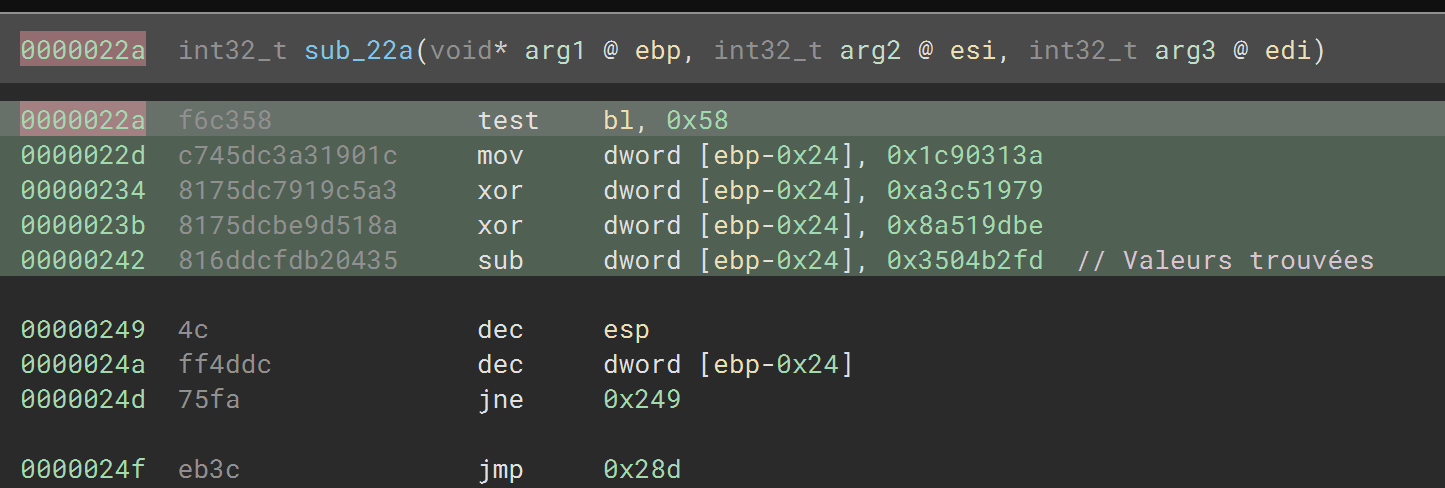 0000022a int32_t sub_22a(void* arg1 @ ebp, int32_t arg2 @ esi, int32_t arg3 @ edi)
0000022a f6c358 test bl, 0x58
0000022d c745dc3a31901c mov dword [ebp-0x24], 0x1c90313a
00000234 8175dc7919c5a3 xor dword [ebp-0x24], 0xa3c51979
0000023b 8175dcbe9d518a xor dword [ebp-0x24], 0x8a519dbe
00000242 816ddcfdb20435 sub dword [ebp-0x24], 0x3504b2fd // Valeurs trouvées
00000249 4c dec esp
0000024a ff4ddc dec dword [ebp-0x24]
0000024d 75fa jne 0x249
0000024f eb3c jmp 0x28d